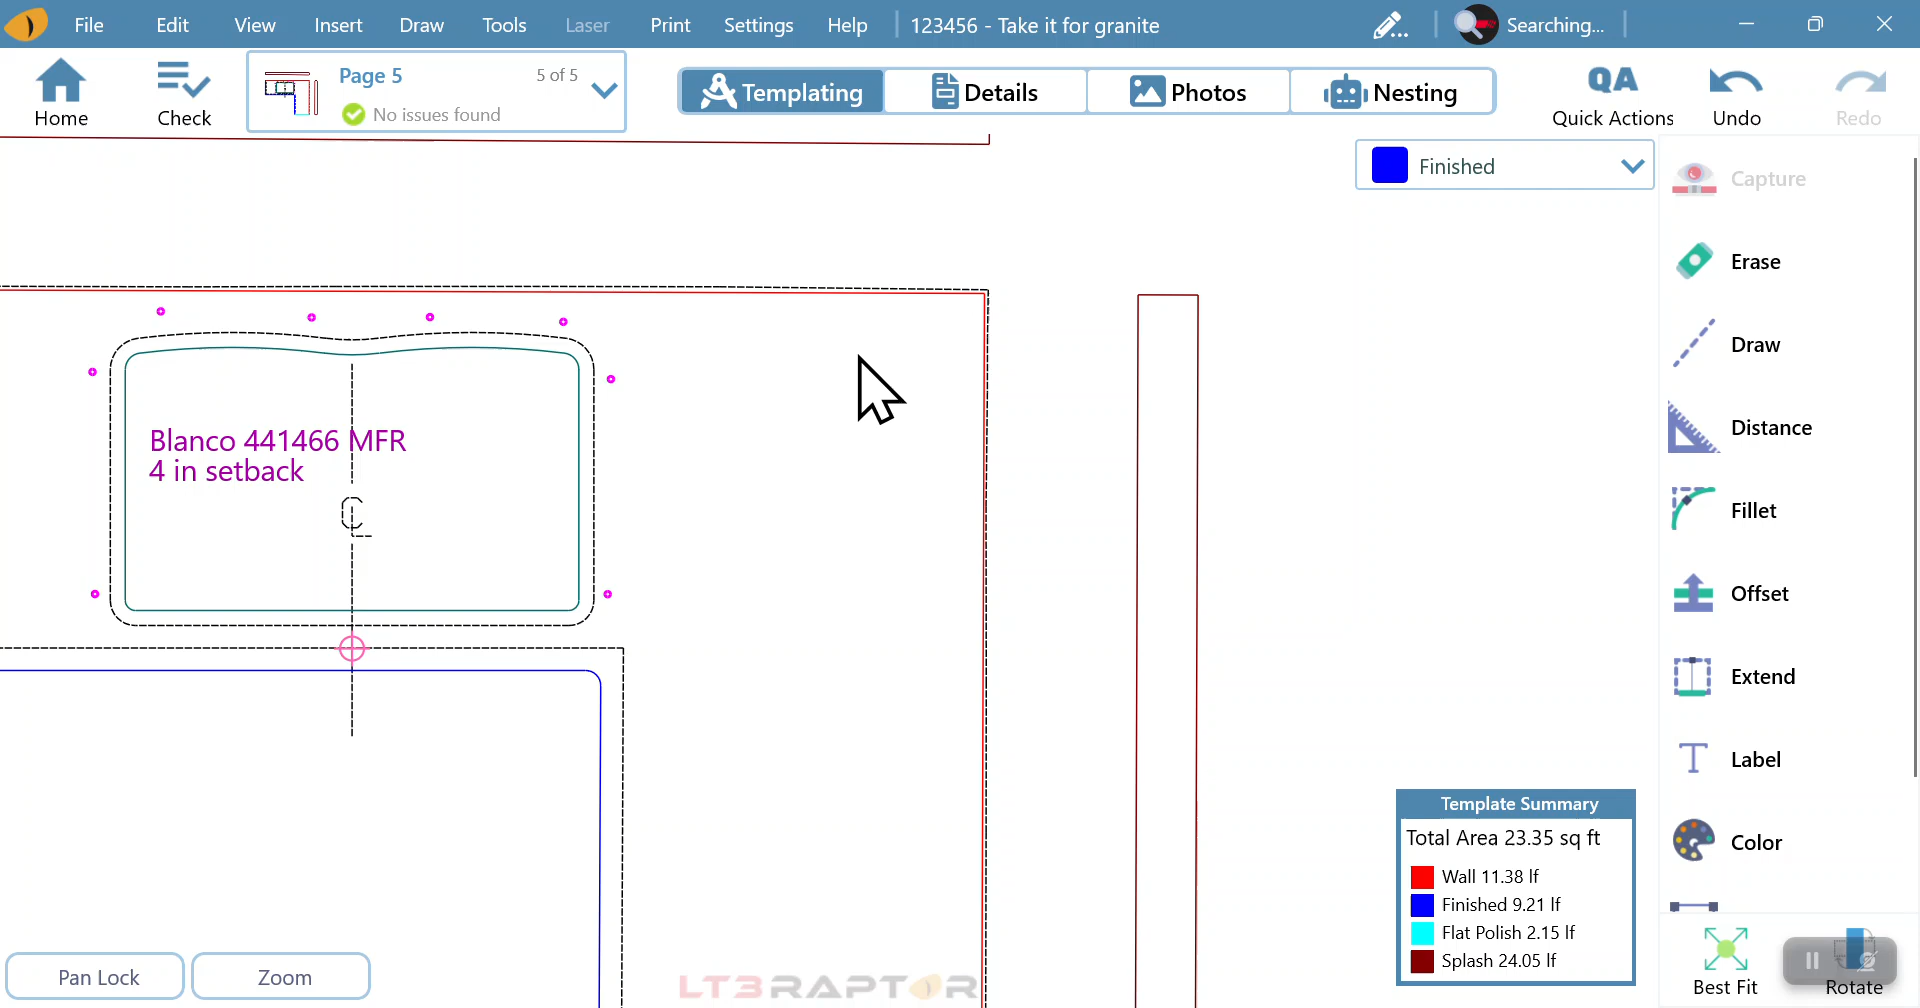 File Edit View Insert Draw Tools Laser Print Settings Help 123456 - Take it for granite Searching...
Home
Check
Page 5 5 of 5
No issues found
Templating
Details
Photos
Nesting
QA
Quick Actions
Undo
Redo
Finished
Capture
Erase
Draw
Distance
Fillet
Offset
Extend
Label
Color
Blanco 441466 MFR
4 in setback
Template Summary
Total Area 23.35 sq ft
Wall 11.38 lf
Finished 9.21 lf
Flat Polish 2.15 lf
Splash 24.05 lf
Pan Lock
Zoom
LT3RAPTOR
Best Fit
Rotate